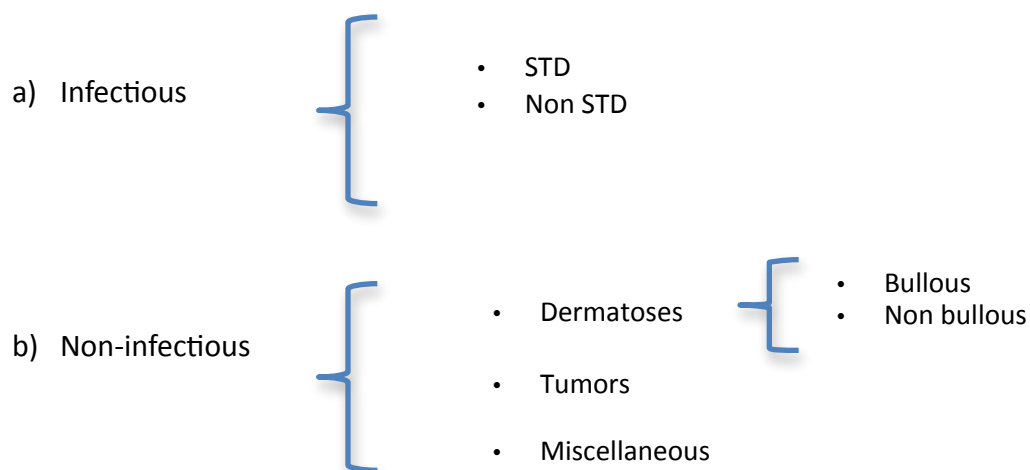 a) Infectious
• STD
• Non STD
b) Non-infectious
• Dermatoses
• Bullous
• Non bullous
• Tumors
• Miscellaneous